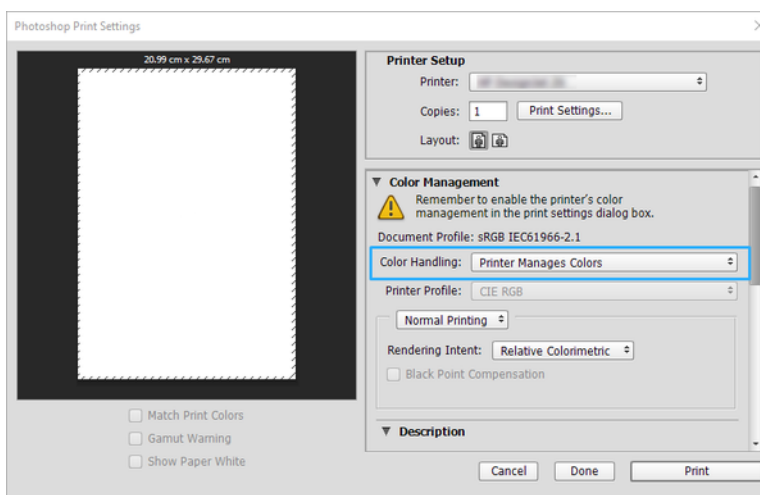 Photoshop Print Settings
20.99 cm x 29.67 cm
Match Print Colors
Gamut Warning
Show Paper White
Printer Setup
Printer:
Copies: 1 Print Settings...
Layout:
Color Management
Remember to enable the printer's color
management in the print settings dialog box.
Document Profile: sRGB IEC61966-2.1
Color Handling: Printer Manages Colors
Printer Profile: CIE RGB
Normal Printing
Rendering Intent: Relative Colorimetric
Black Point Compensation
Description
Cancel Done Print